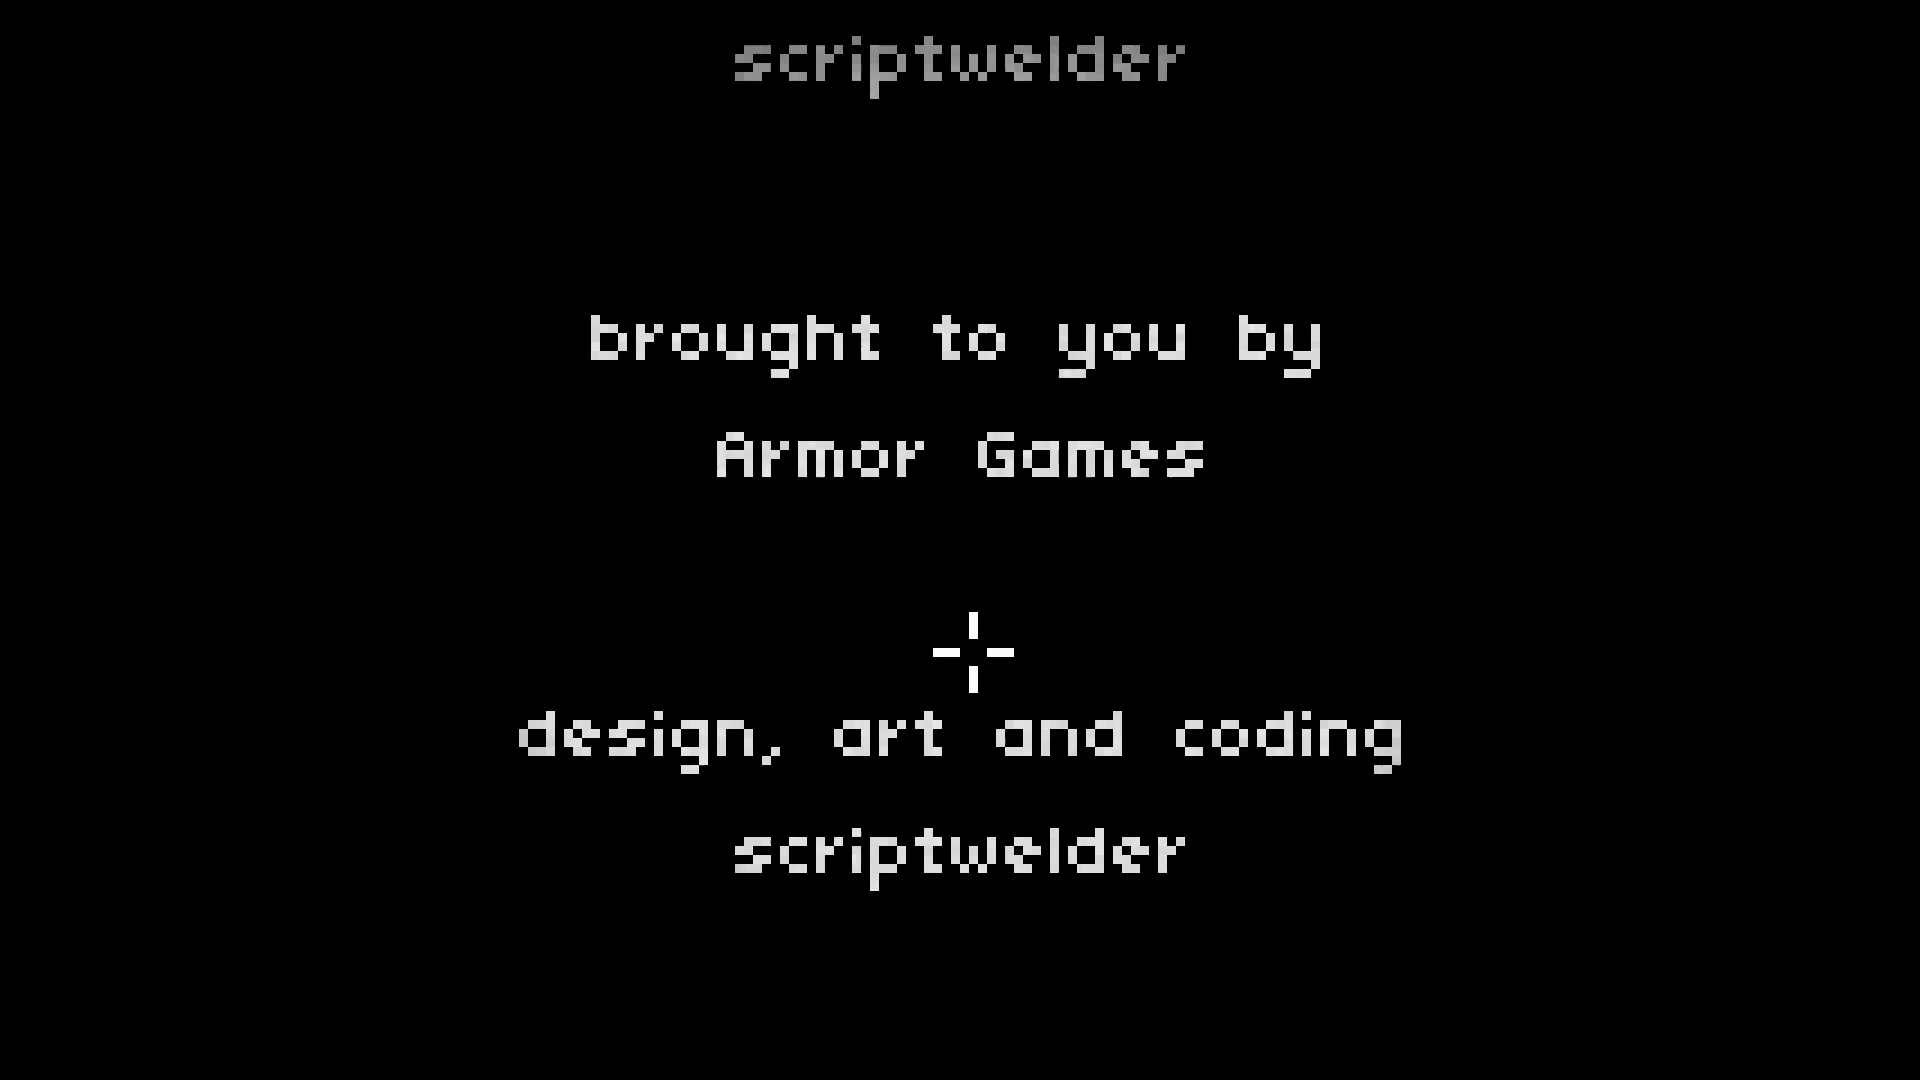 scriptwelder
brought to you by
Armor Games
design, art and coding
scriptwelder